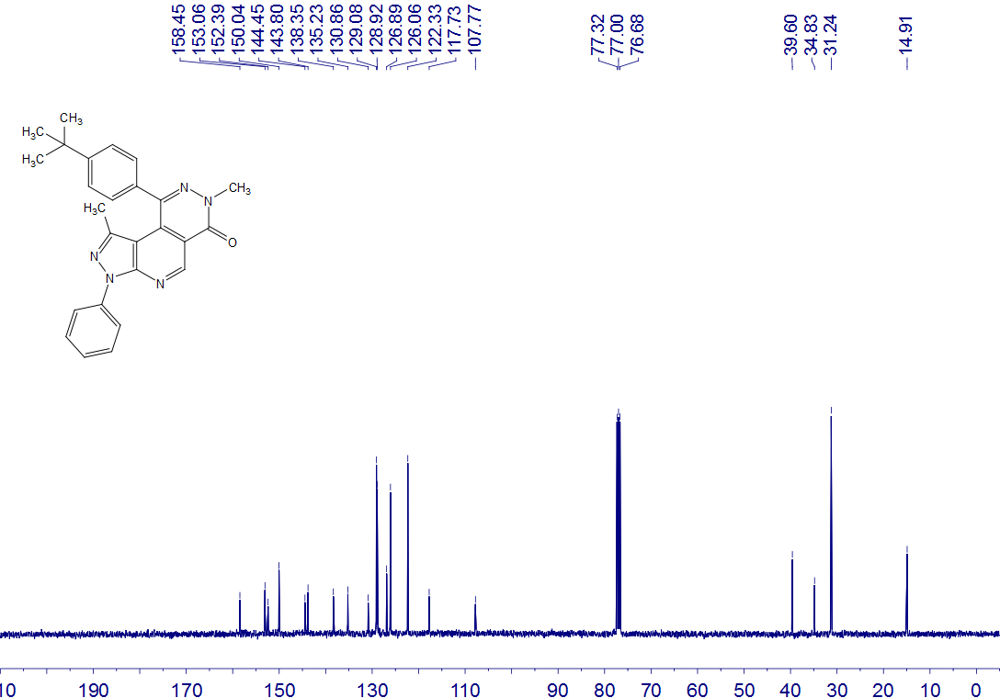 158.45
153.06
152.39
150.04
144.45
143.80
138.35
135.23
130.86
129.08
128.92
126.89
126.06
122.33
117.73
107.77
77.32
77.00
76.68
39.60
34.83
31.24
14.91
CH3
H3C
H3C
N
CH3
N
H3C
O
N
N
N
10 190 170 150 130 110 90 80 70 60 50 40 30 20 10 0